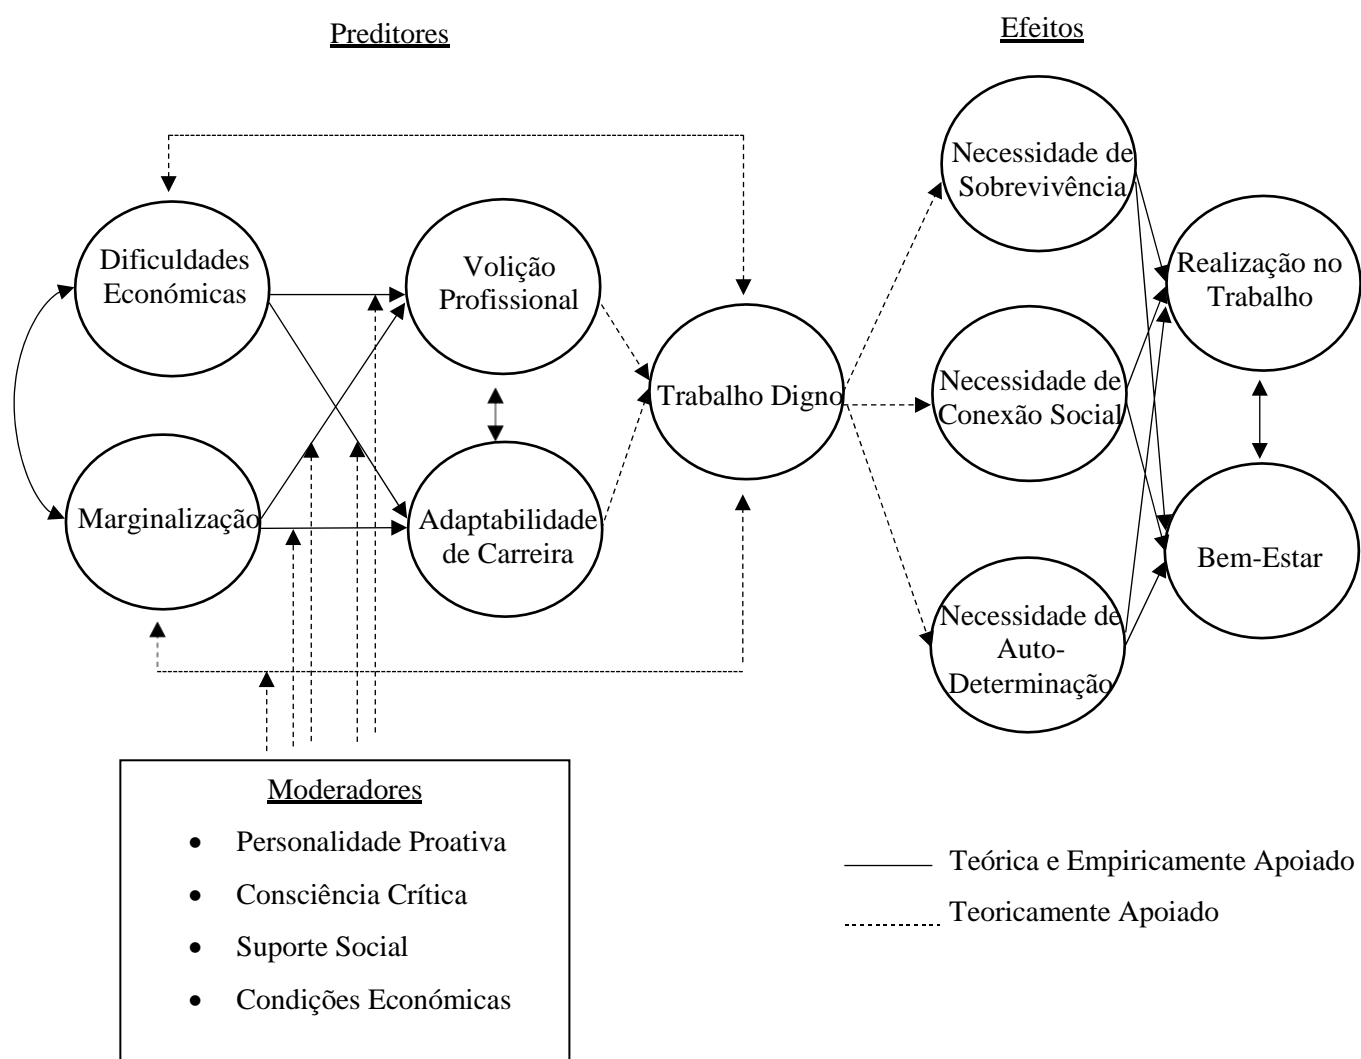 Preditores
Efeitos
Necessidade de
Sobrevivência
Dificuldades
Económicas
Volição
Profissional
Realização no
Trabalho
Trabalho Digno
Necessidade de
Conexão Social
Marginalização
Adaptabilidade
de Carreira
Bem-Estar
Necessidade de
Auto-
Determinação
Moderadores
• Personalidade Proativa
• Consciência Crítica
• Suporte Social
• Condições Económicas
Teórica e Empiricamente Apoiado
Teoricamente Apoiado